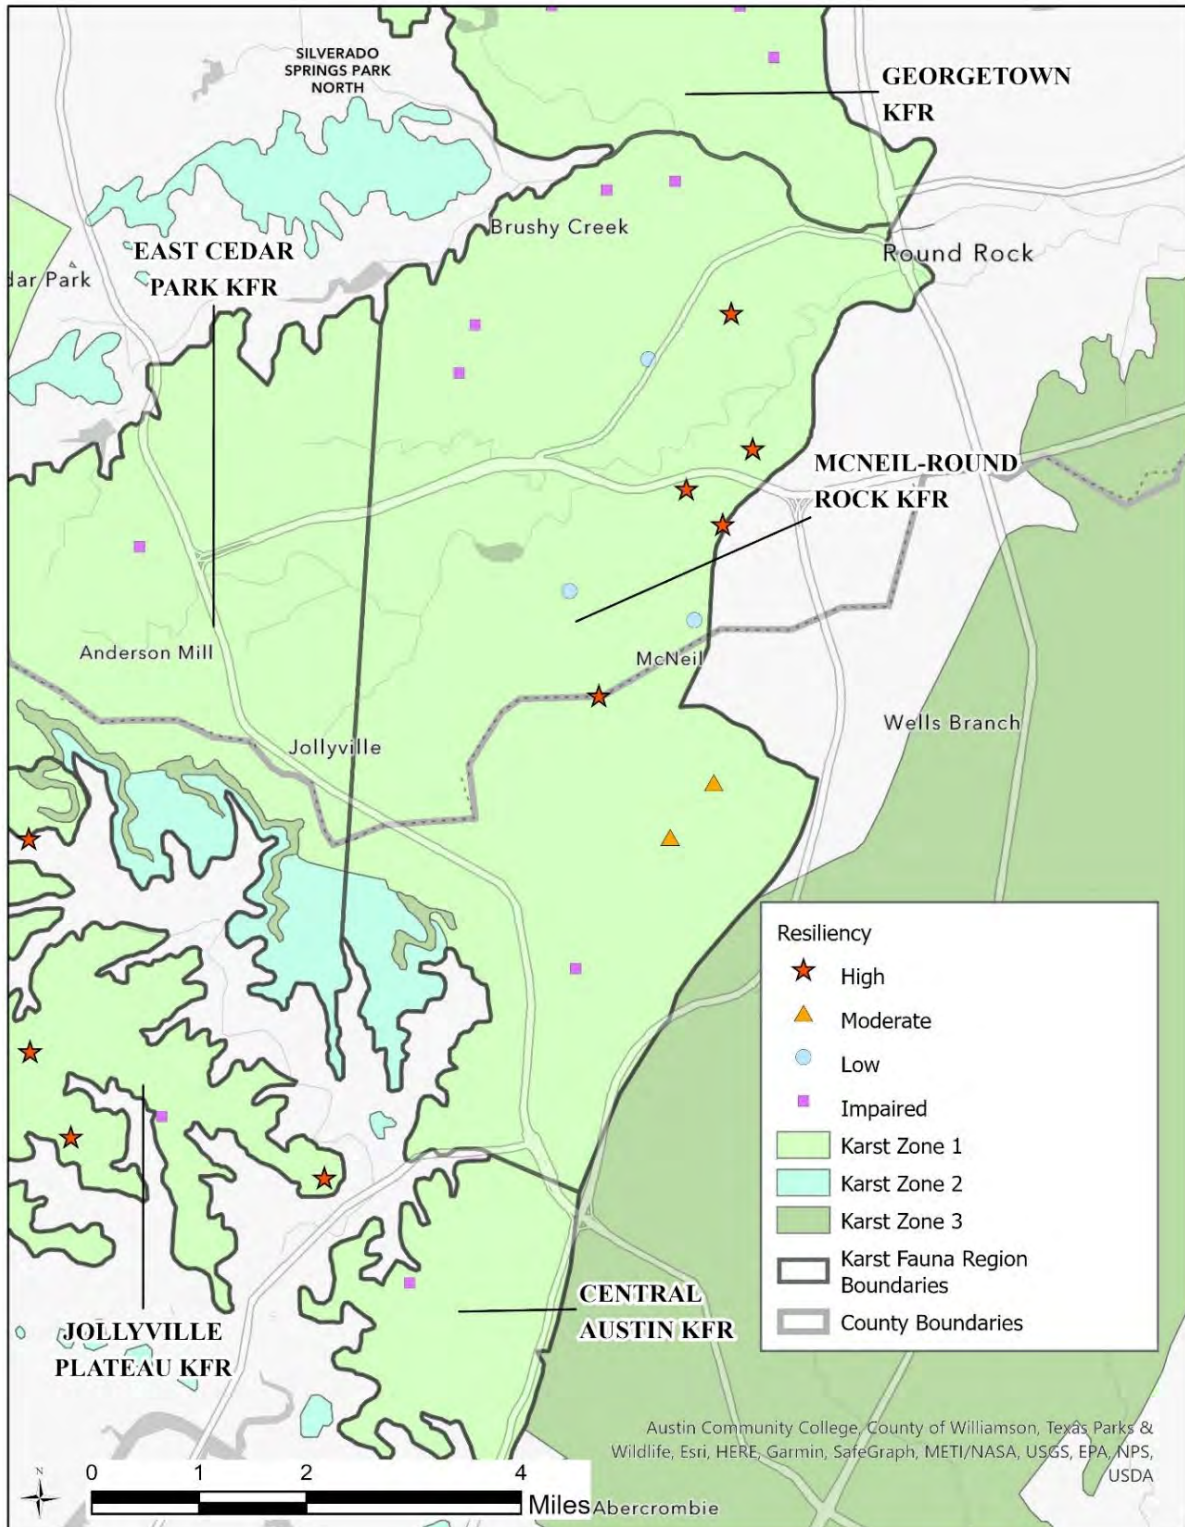 SILVERADO
SPRINGS PARK
NORTH
GEORGETOWN
KFR
Brushy Creek
EAST CEDAR
PARK KFR
dar Park
Round Rock
MCNEIL-ROUND
ROCK KFR
Anderson Mill
McNeil
Jollyville
Wells Branch
Resiliency
High
Moderate
Low
Impaired
Karst Zone 1
Karst Zone 2
Karst Zone 3
Karst Fauna Region
Boundaries
County Boundaries
CENTRAL
AUSTIN KFR
JOLLYVILLE
PLATEAU KFR
Austin Community College, County of Williamson, Texas Parks &
Wildlife, Esri, HERE, Garmin, SafeGraph, METI/NASA, USGS, EPA, NPS,
USDA
N
0 1 2 4
Miles
Abercrombie